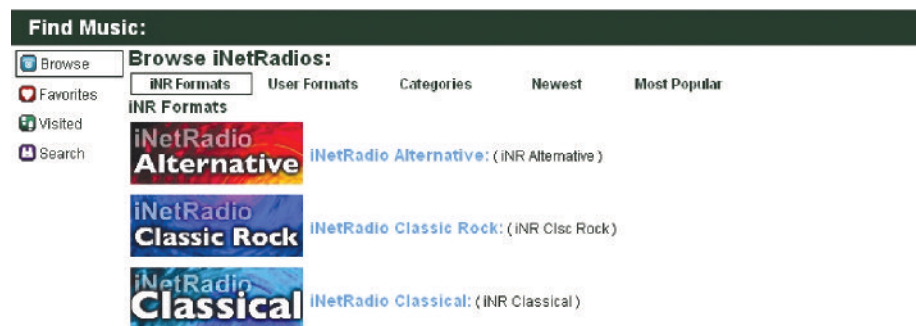 Find Music:
Browse
Favorites
Visited
Search
Browse iNetRadios:
iNR Formats User Formats Categories Newest Most Popular
iNR Formats
iNetRadio
Alternative
iNetRadio Alternative: ( iNR Alternative )
iNetRadio
Classic Rock
iNetRadio Classic Rock: ( iNR Clsc Rock )
iNetRadio
Classical
iNetRadio Classical: ( iNR Classical )